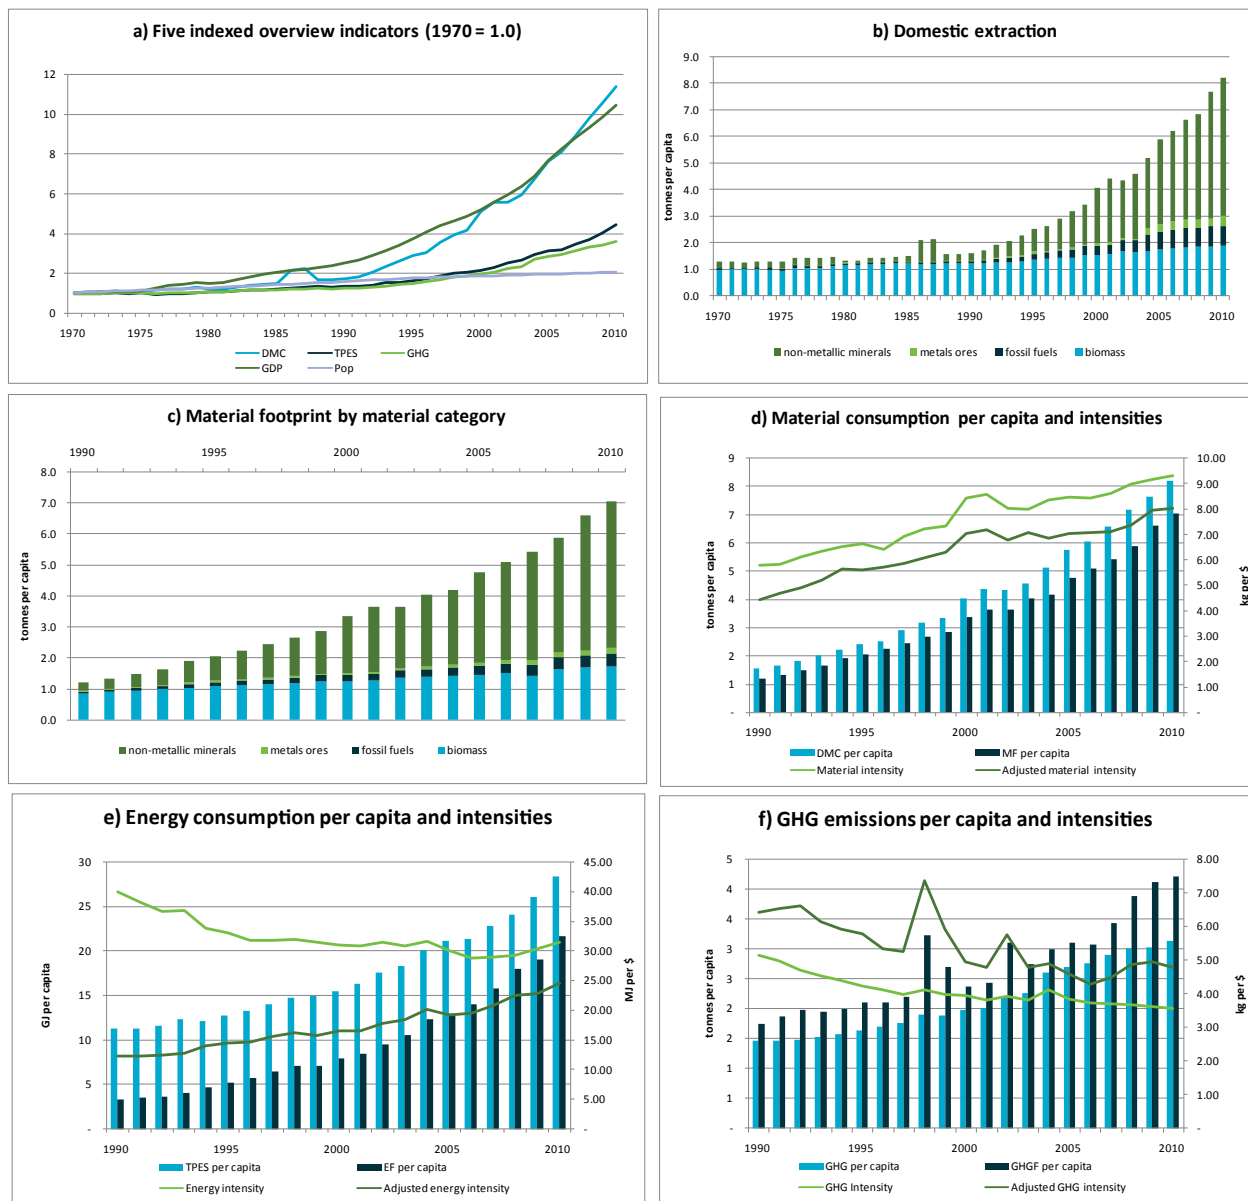 a) Five indexed overview indicators (1970 = 1.0)
12
10
8
6
4
2
0
1970 1975 1980 1985 1990 1995 2000 2005 2010
DMC TPES GHG
GDP Pop
b) Domestic extraction
tonnes per capita
9.0
8.0
7.0
6.0
5.0
4.0
3.0
2.0
1.0
0.0
1970 1975 1980 1985 1990 1995 2000 2005 2010
non-metallic minerals metals ores fossil fuels biomass
c) Material footprint by material category
1990 1995 2000 2005 2010
tonnes per capita
8.0
7.0
6.0
5.0
4.0
3.0
2.0
1.0
0.0
non-metallic minerals metals ores fossil fuels biomass
d) Material consumption per capita and intensities
tonnes per capita
9
8
7
6
5
4
3
2
1
-
10.00
9.00
8.00
7.00
6.00
5.00
4.00
3.00
2.00
1.00
-
kg per $
1990 1995 2000 2005 2010
DMC per capita MF per capita
Material intensity Adjusted material intensity
e) Energy consumption per capita and intensities
GJ per capita
30
25
20
15
10
5
-
45.00
40.00
35.00
30.00
25.00
20.00
15.00
10.00
5.00
-
MJ per $
1990 1995 2000 2005 2010
TPES per capita EF per capita
Energy intensity Adjusted energy intensity
f) GHG emissions per capita and intensities
tonnes per capita
5
4
4
3
3
2
2
1
1
-
8.00
7.00
6.00
5.00
4.00
3.00
2.00
1.00
-
kg per $
1990 1995 2000 2005 2010
GHG per capita GHGF per capita
GHG Intensity Adjusted GHG intensity